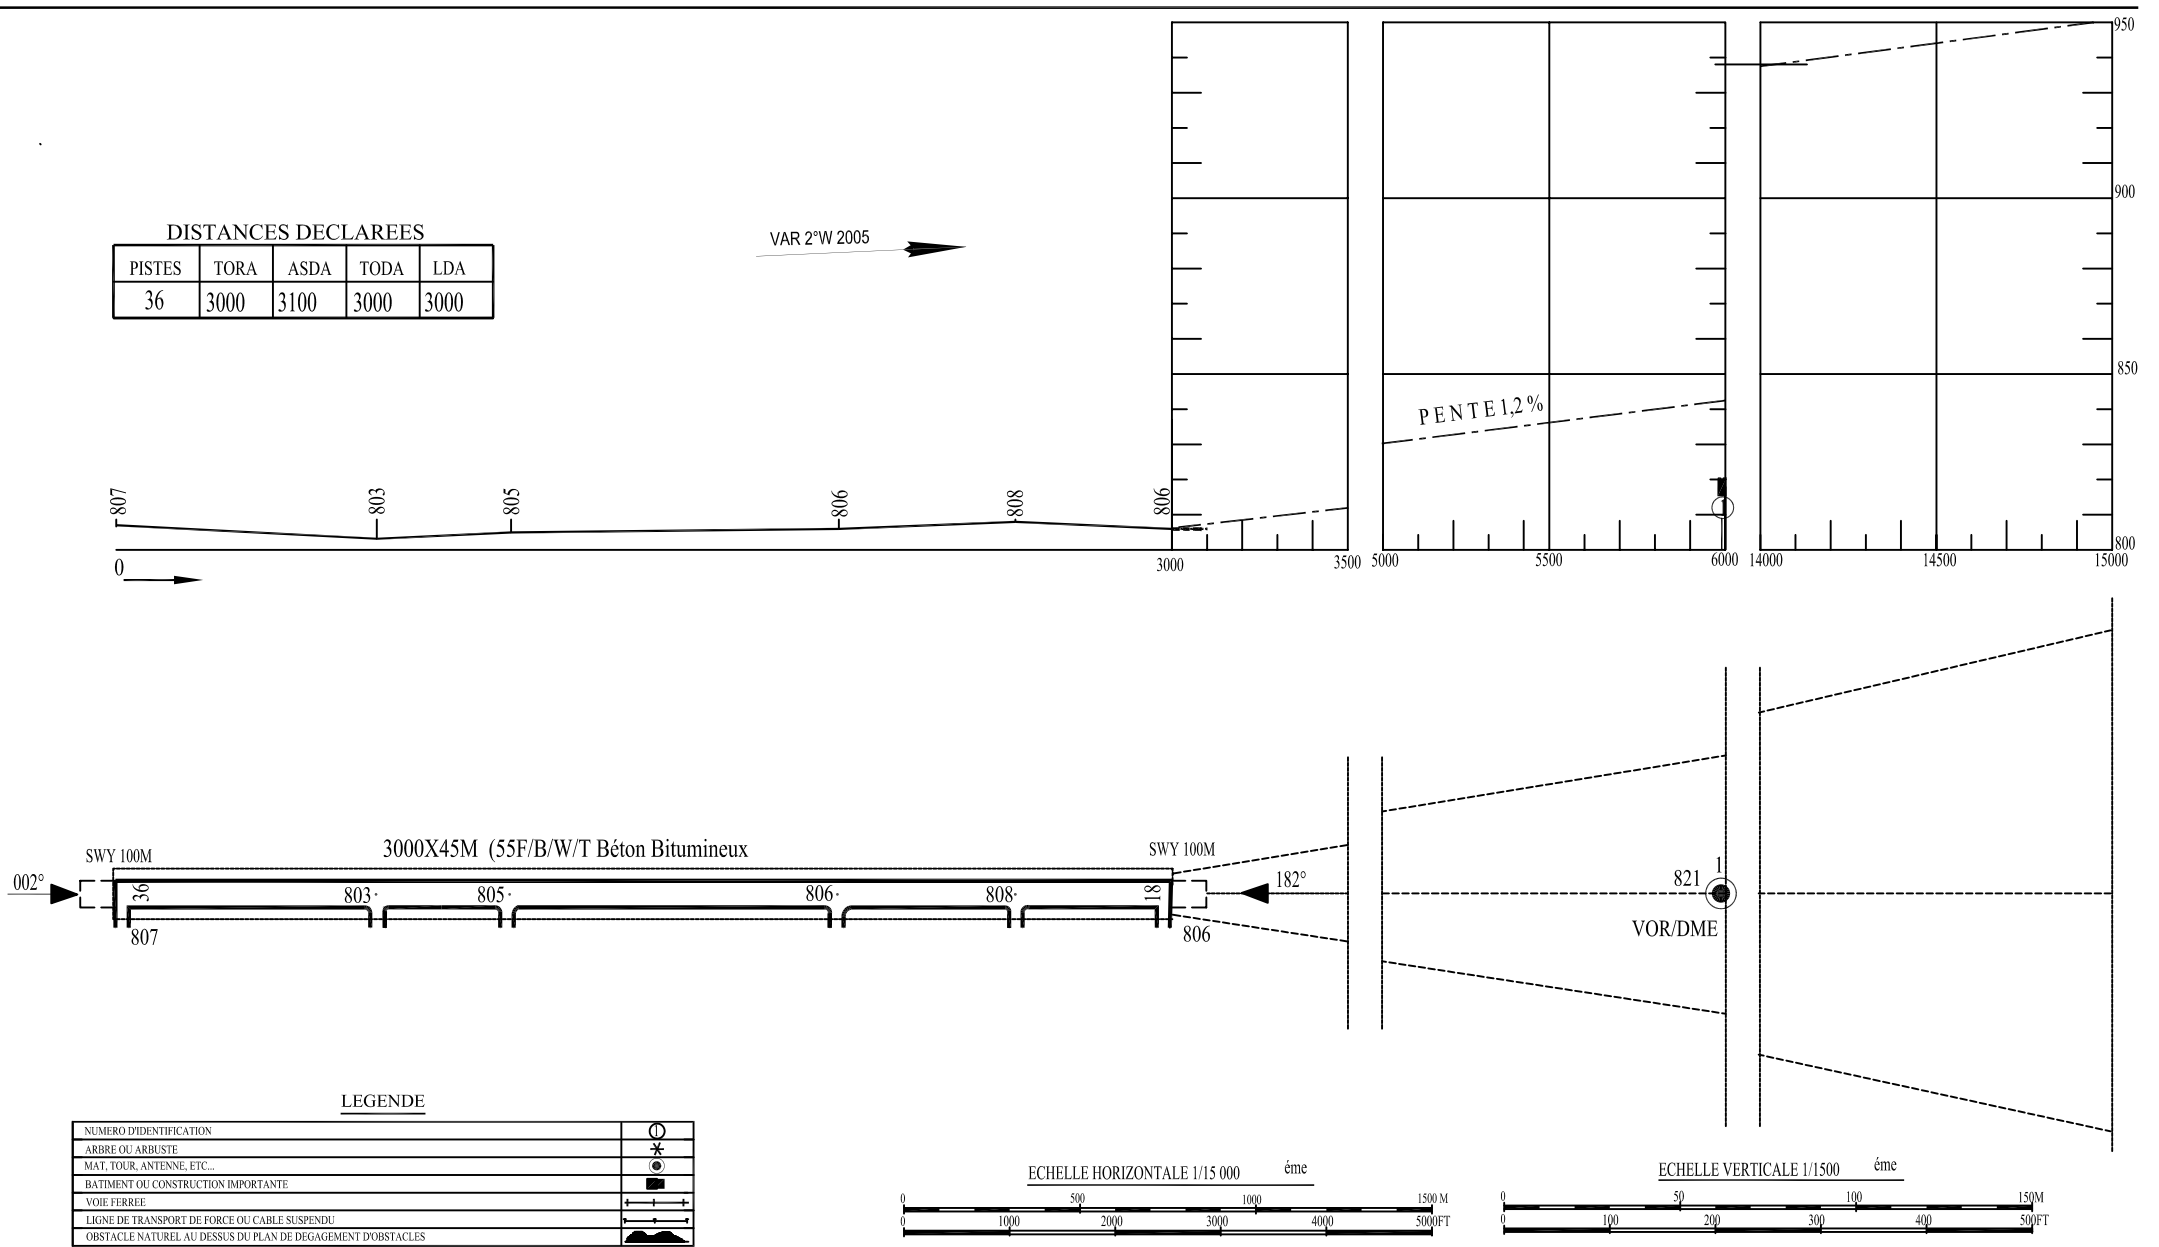 950
900
850
800
DISTANCES DECLAREES
PISTES TORA ASDA TODA LDA
36 3000 3100 3000 3000
VAR 2°W 2005
PENTE 1,2 %
807 803 805 806 808 806
1
0 3000 3500 5000 5500 6000 14000 14500 15000
3000X45M (55F/B/W/T Béton Bitumineux
SWY 100M SWY 100M
002° 36 803 805 806 808 18 182°
807 806
1
821
VOR/DME
LEGENDE
NUMERO D'IDENTIFICATION 1
ARBRE OU ARBUSTE
MAT, TOUR, ANTENNE, ETC...
BATIMENT OU CONSTRUCTION IMPORTANTE
VOIE FERREE
LIGNE DE TRANSPORT DE FORCE OU CABLE SUSPENDU
OBSTACLE NATUREL AU DESSUS DU PLAN DE DEGAGEMENT D'OBSTACLES
ECHELLE HORIZONTALE 1/15 000 éme
0 500 1000 1500 M
0 1000 2000 3000 4000 5000FT
ECHELLE VERTICALE 1/1500 éme
0 50 100 150M
0 100 200 300 400 500FT